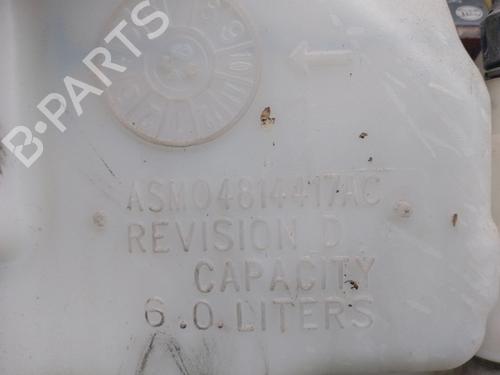 B-PARTS
ASM04814417AC
REVISION D
CAPACITY
6.0.LITERS